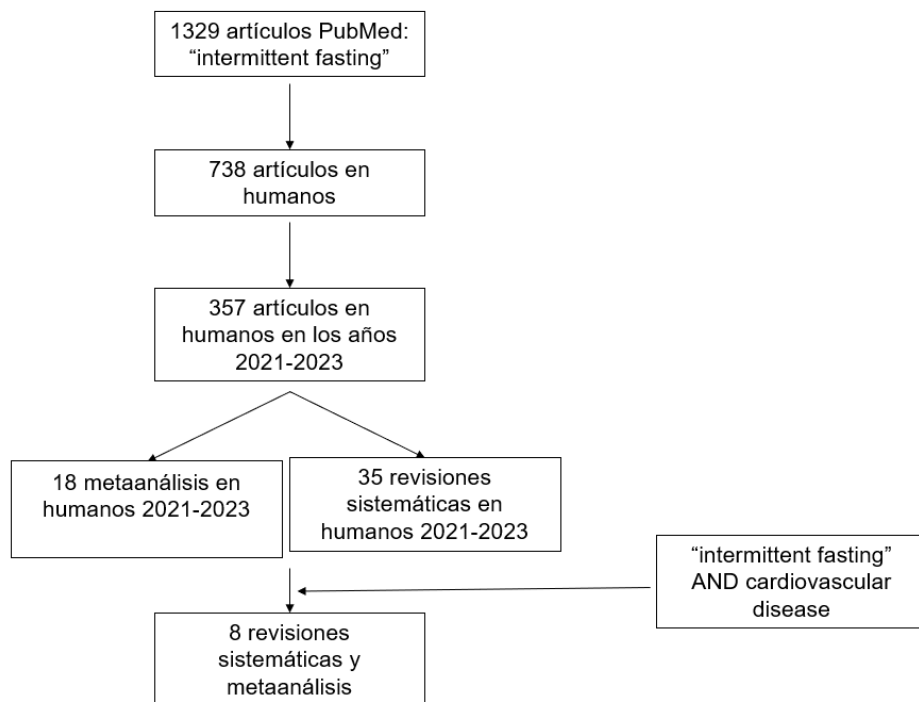 1329 artículos PubMed:
“intermittent fasting”
738 artículos en
humanos
357 artículos en
humanos en los años
2021-2023
18 metaanálisis en
humanos 2021-2023
35 revisiones
sistemáticas en
humanos 2021-2023
“intermittent fasting”
AND cardiovascular
disease
8 revisiones
sistemáticas y
metaanálisis